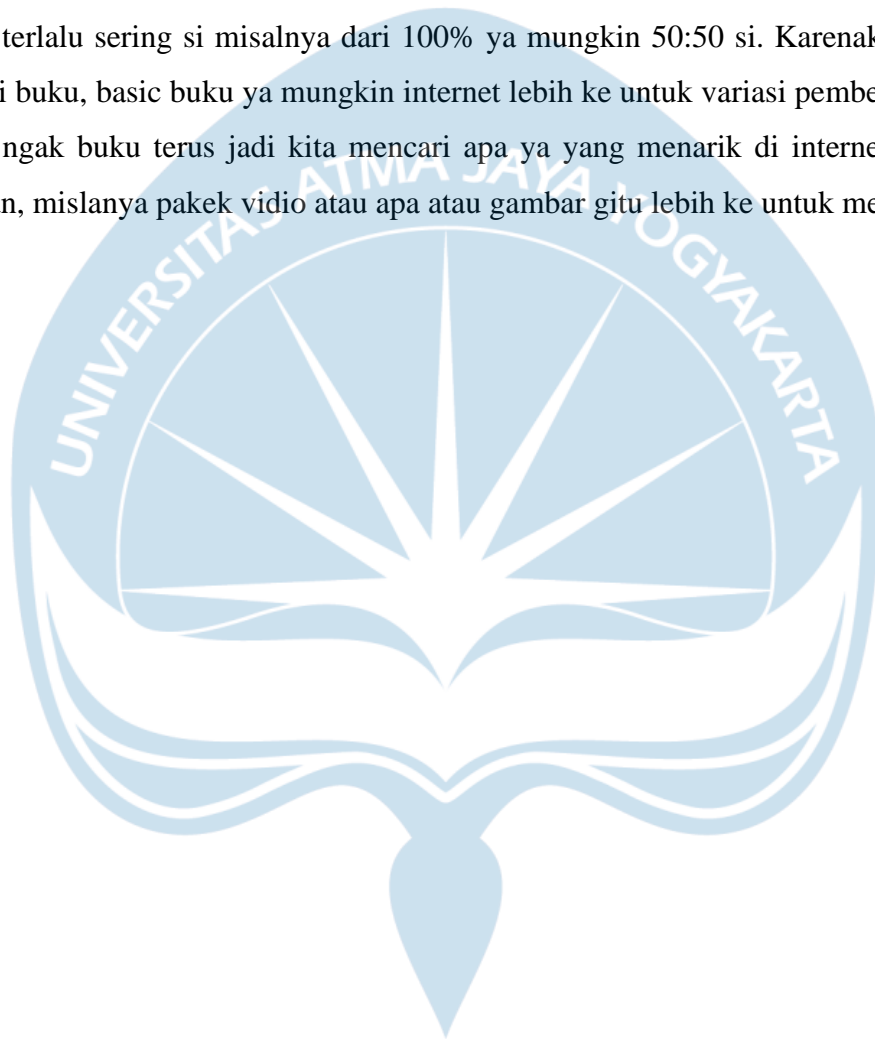 terlalu sering si misalnya dari 100% ya mungkin 50:50 si. Karenak
i buku, basic buku ya mungkin internet lebih ke untuk variasi pembe
ngak buku terus jadi kita mencari apa ya yang menarik di interne
n, mislanya pakek vidio atau apa atau gambar gitu lebih ke untuk me
UNIVERSITAS ATMA JAYA YOGYAKARTA